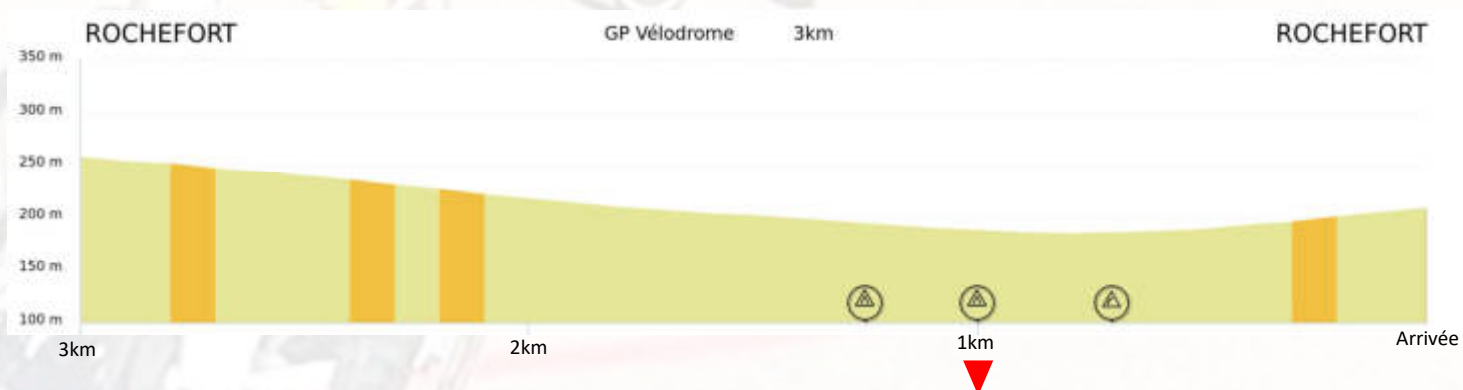 ROCHEFORT GP Vélodrome 3km ROCHEFORT
350 m
300 m
250 m
200 m
150 m
100 m
3km 2km 1km Arrivée